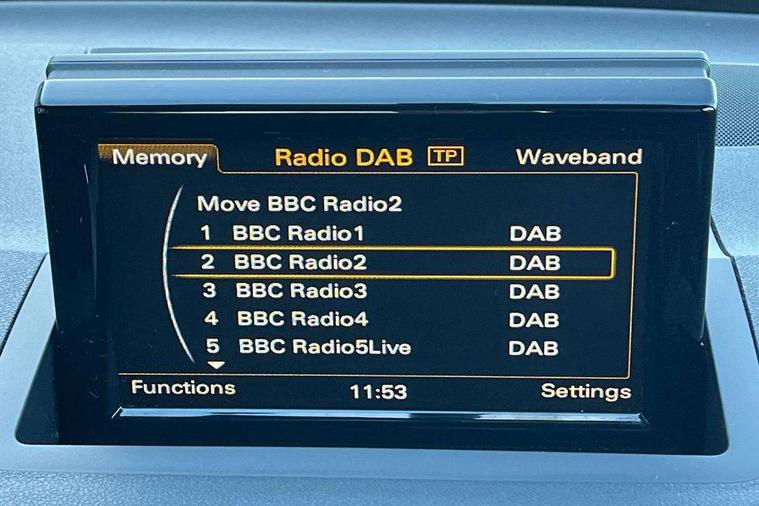 Memory Radio DAB TP Waveband
Move BBC Radio2
1 BBC Radio1 DAB
2 BBC Radio2 DAB
3 BBC Radio3 DAB
4 BBC Radio4 DAB
5 BBC Radio5Live DAB
Functions 11:53 Settings